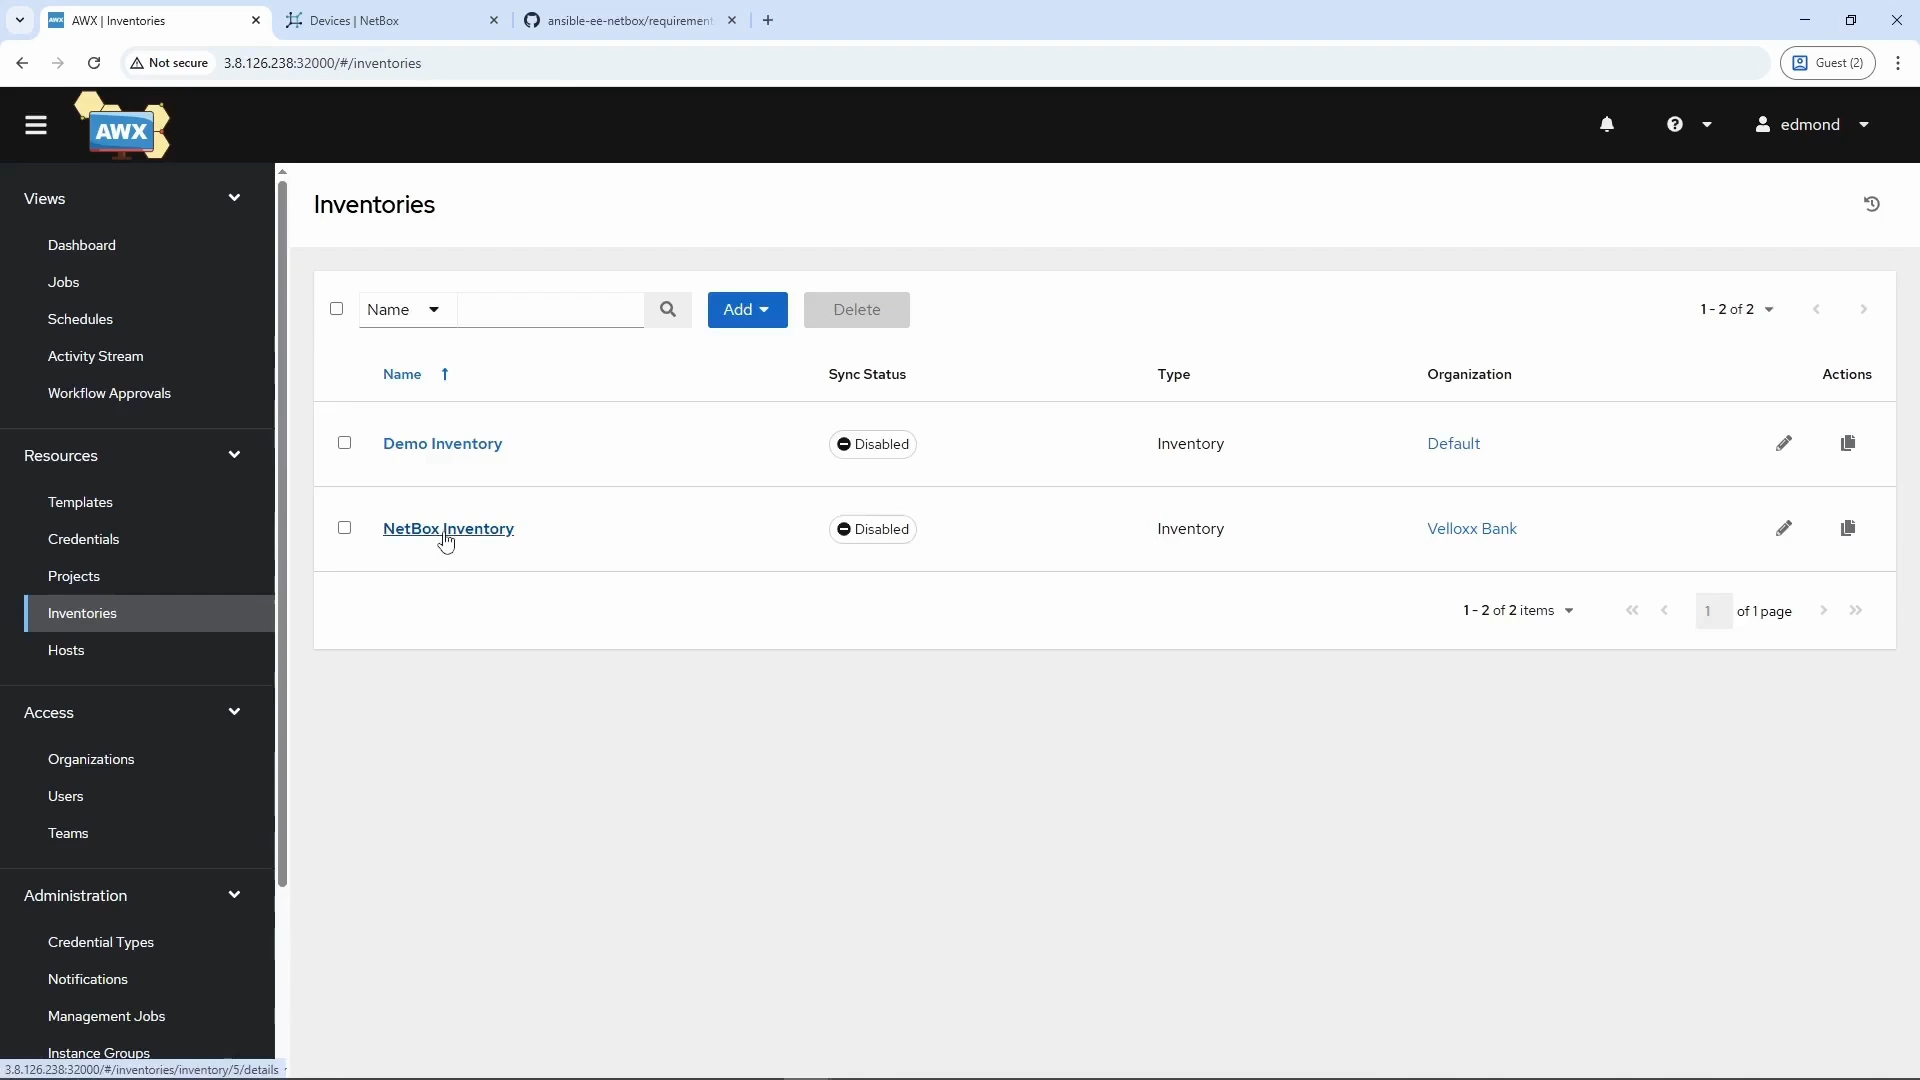 AWX | Inventories
Devices | NetBox
ansible-ee-netbox/requirement
Not secure
3.8.126.238:32000/#/inventories
Guest (2)
AWX
edmond
Views
Dashboard
Jobs
Schedules
Activity Stream
Workflow Approvals
Resources
Templates
Credentials
Projects
Inventories
Hosts
Access
Organizations
Users
Teams
Administration
Credential Types
Notifications
Management Jobs
Instance Groups
Inventories
Name
Add
Delete
1 - 2 of 2
Name
Sync Status
Type
Organization
Actions
Demo Inventory
Disabled
Inventory
Default
NetBox Inventory
Disabled
Inventory
Velloxx Bank
1 - 2 of 2 items
1
of 1 page
3.8.126.238:32000/#/inventories/inventory/5/details